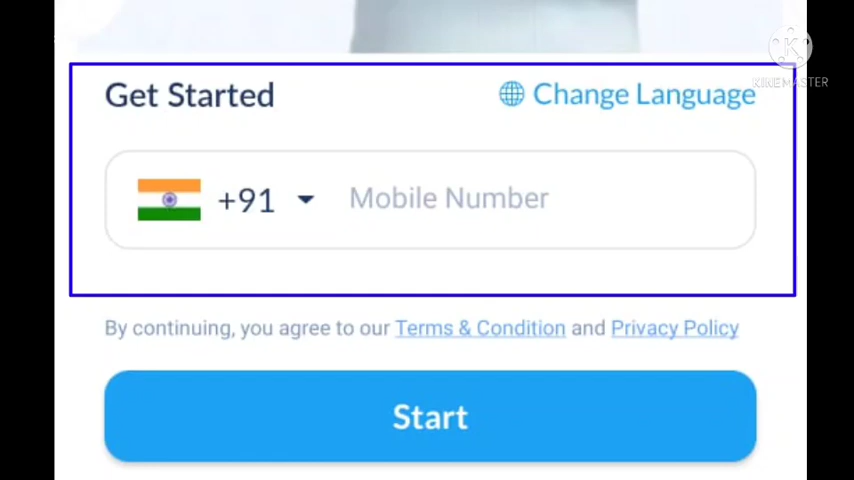 Get Started
Change Language
KINEMASTER
+91 Mobile Number
By continuing, you agree to our Terms & Condition and Privacy Policy
Start